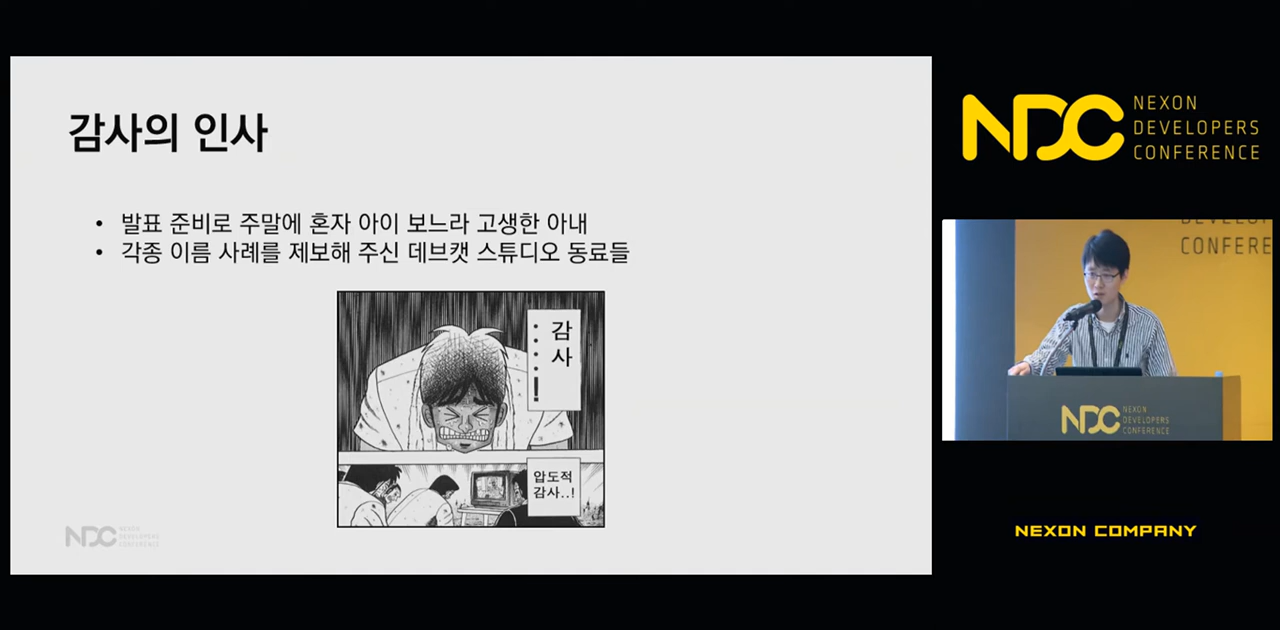 감사의 인사
• 발표 준비로 주말에 혼자 아이 보느라 고생한 아내
• 각종 이름 사례를 제보해 주신 데브캣 스튜디오 동료들
감사
····!
압도적
감사..!
NDC NEXON
DEVELOPERS
CONFERENCE
NDC
NEXON
DEVELOPERS
CONFERENCE
CONFERE
NDC
NEXON
DEVELOPERS
CONFERENCE
NEXON COMPANY